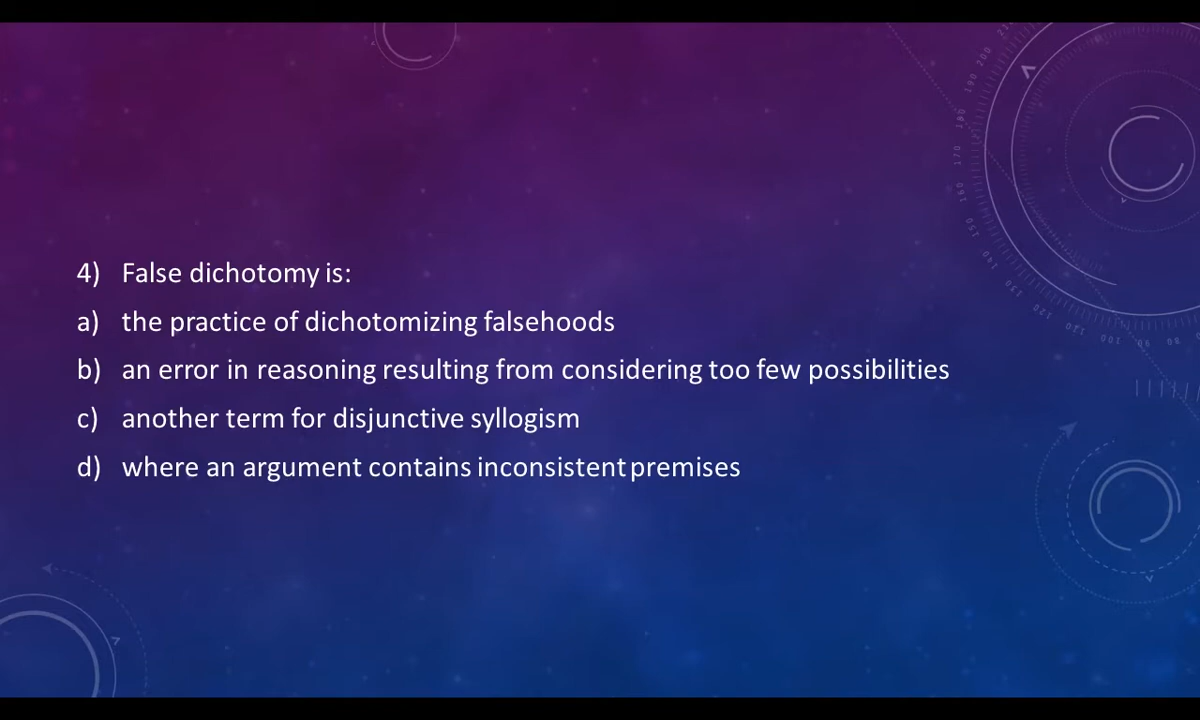 4) False dichotomy is:
a) the practice of dichotomizing falsehoods
b) an error in reasoning resulting from considering too few possibilities
c) another term for disjunctive syllogism
d) where an argument contains inconsistent premises